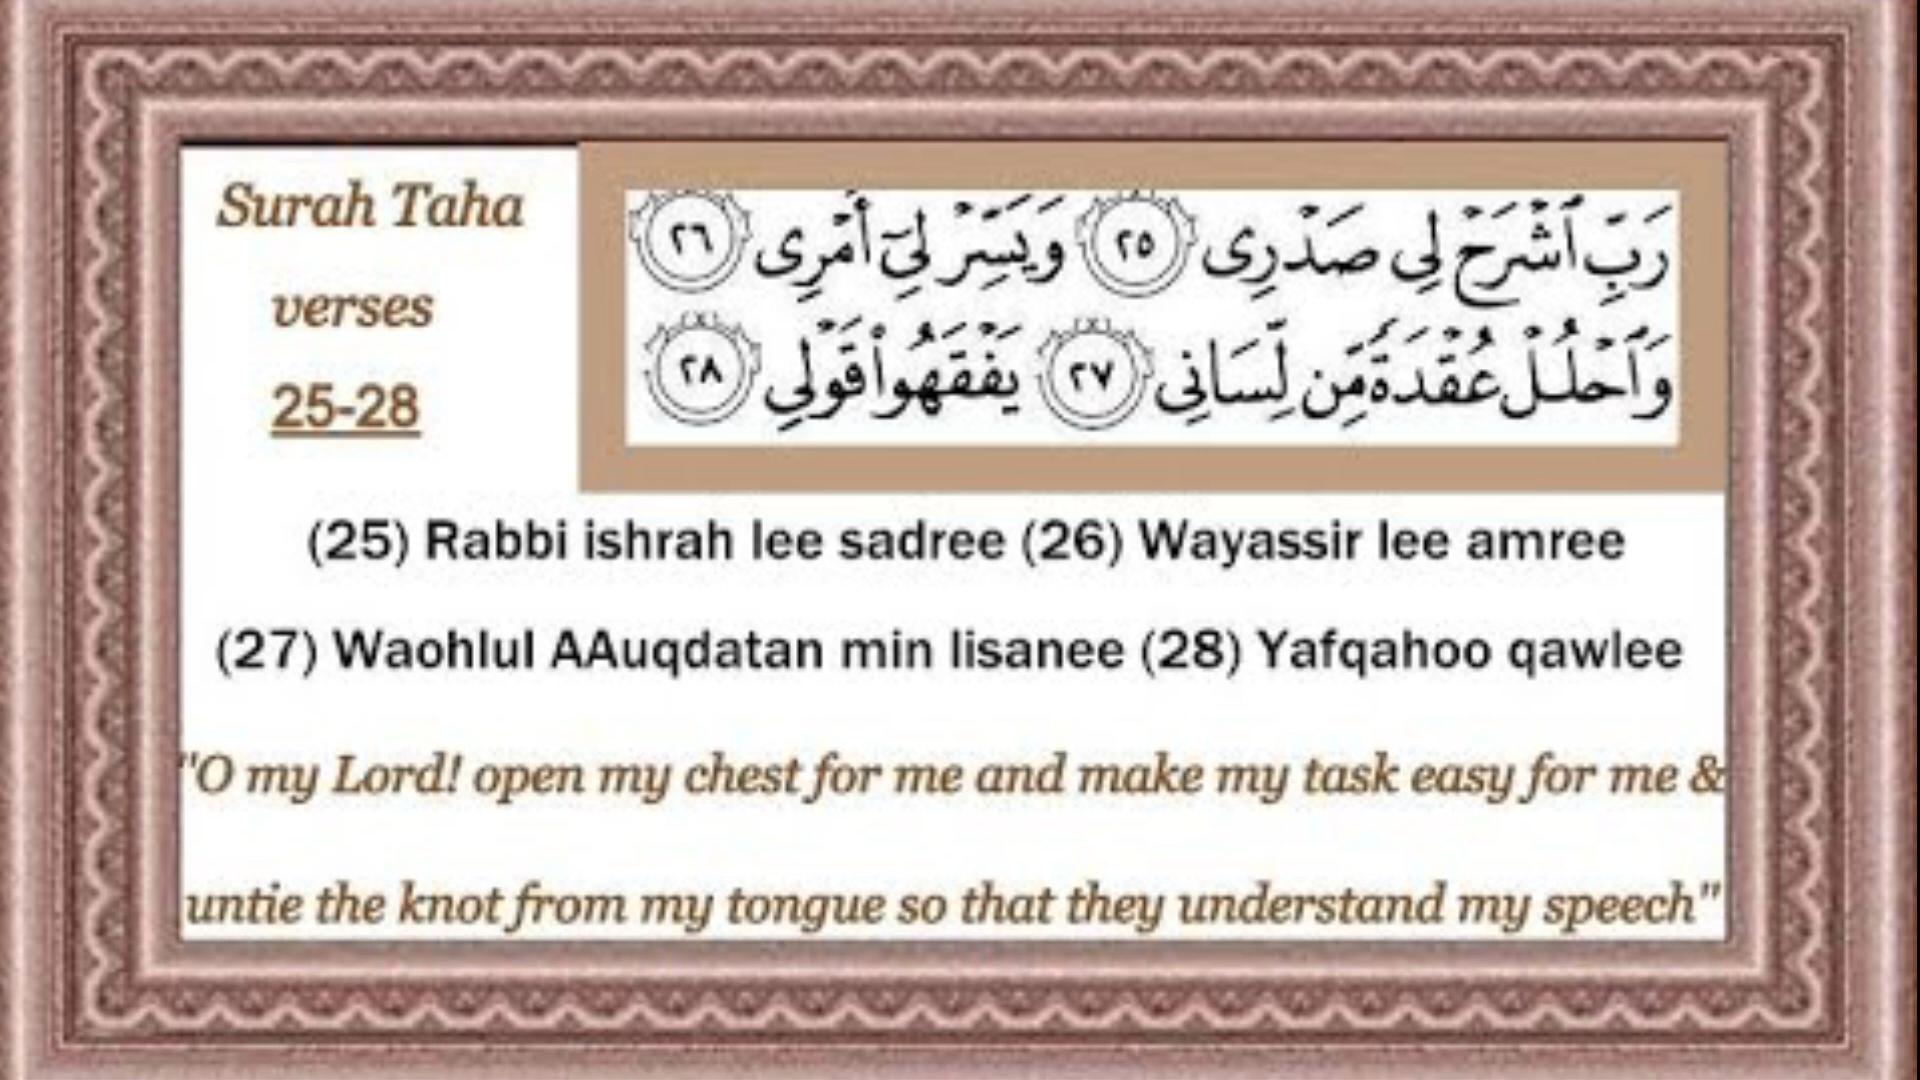 Surah Taha
verses
25-28
رَبِّ ٱشْرَحْ لِى صَدْرِى ٢٥ وَيَسِّرْ لِىٓ أَمْرِى ٢٦
وَٱحْلُلْ عُقْدَةً مِّن لِّسَانِى ٢٧ يَفْقَهُوا۟ قَوْلِى ٢٨
(25) Rabbi ishrah lee sadree (26) Wayassir lee amree
(27) Waohlul AAuqdatan min lisanee (28) Yafqahoo qawlee
"O my Lord! open my chest for me and make my task easy for me &
untie the knot from my tongue so that they understand my speech"